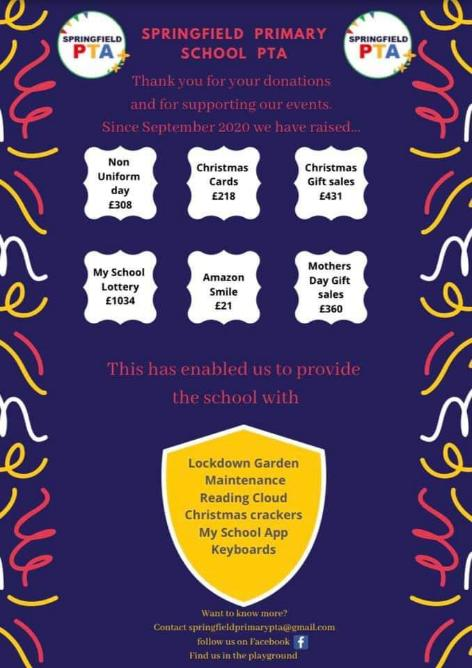 SPRINGFIELD
PTA
SPRINGFIELD PRIMARY
SCHOOL PTA
SPRINGFIELD
PTA
Thank you for your donations
and for supporting our events.
Since September 2020 we have raised...
Non
Uniform
day
£308
Christmas
Cards
£218
Christmas
Gift sales
£431
My School
Lottery
£1034
Amazon
Smile
£21
Mothers
Day Gift
sales
£360
This has enabled us to provide
the school with
Lockdown Garden
Maintenance
Reading Cloud
Christmas crackers
My School App
Keyboards
Want to know more?
Contact springfieldprimarypta@gmail.com
follow us on Facebook
Find us in the playground